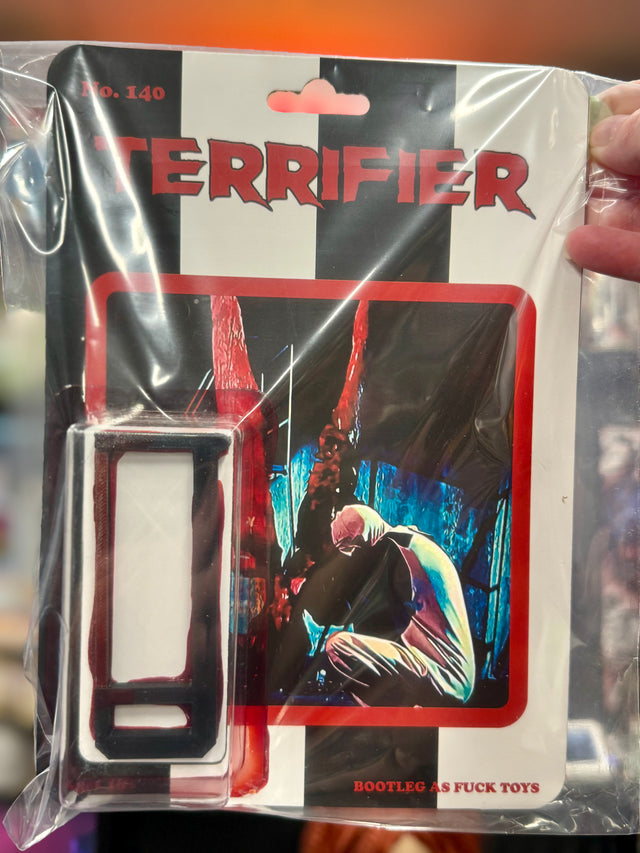 No. 140
TERRIFIER
BOOTLEG AS FUCK TOYS